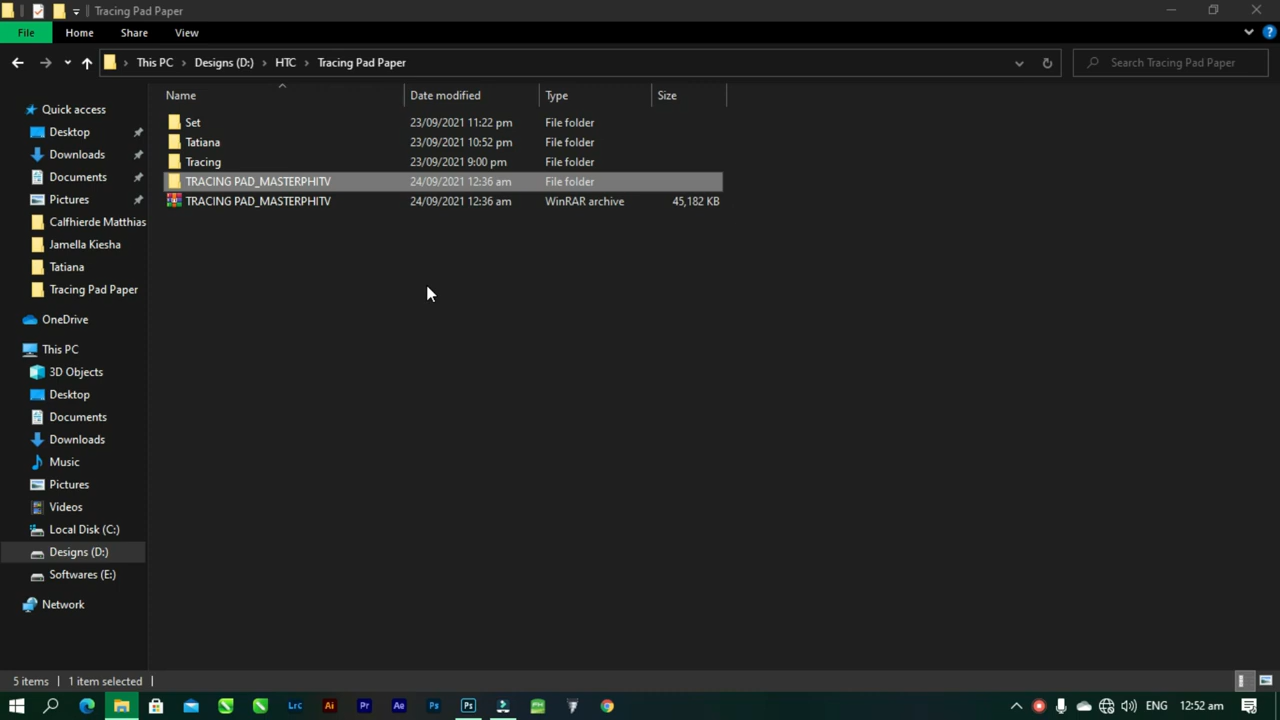 Tracing Pad Paper
File Home Share View
This PC Designs (D:) HTC Tracing Pad Paper Search Tracing Pad Paper
Name Date modified Type Size
Set 23/09/2021 11:22 pm File folder
Tatiana 23/09/2021 10:52 pm File folder
Tracing 23/09/2021 9:00 pm File folder
TRACING PAD_MASTERPHITV 24/09/2021 12:36 am File folder
TRACING PAD_MASTERPHITV 24/09/2021 12:36 am WinRAR archive 45,182 KB
Quick access
Desktop
Downloads
Documents
Pictures
Calfhierde Matthias
Jamella Kiesha
Tatiana
Tracing Pad Paper
OneDrive
This PC
3D Objects
Desktop
Documents
Downloads
Music
Pictures
Videos
Local Disk (C:)
Designs (D:)
Softwares (E:)
Network
5 items 1 item selected
Lrc Ai Pr Ae Ps Ps ENG 12:52 am